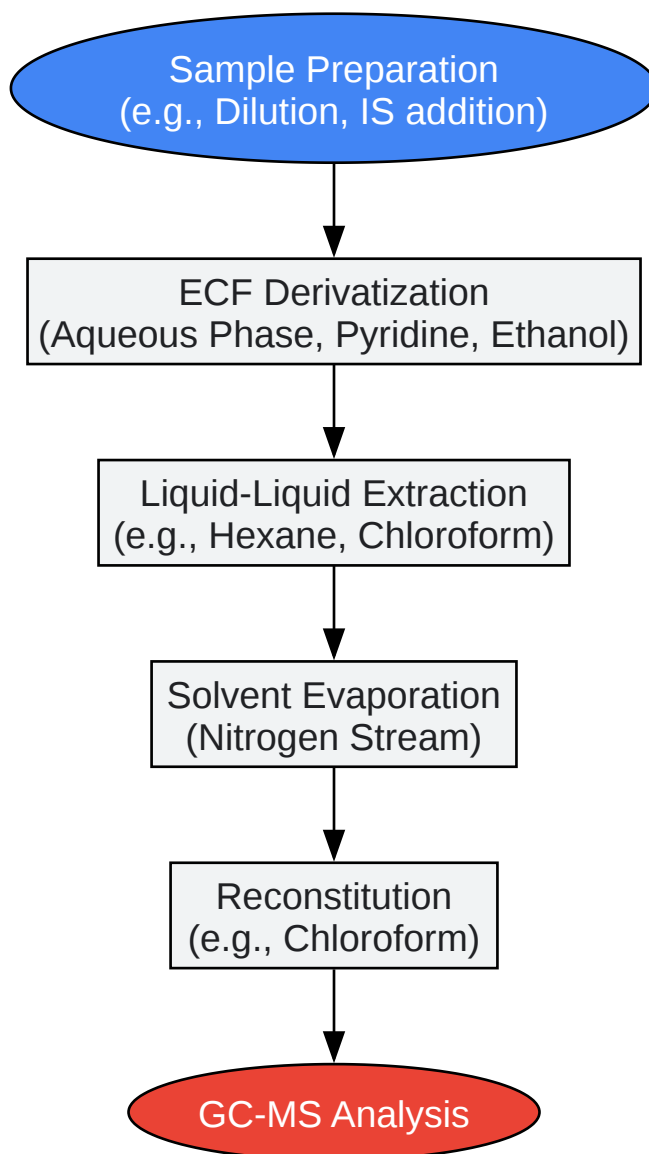 Sample Preparation
(e.g., Dilution, IS addition)
ECF Derivatization
(Aqueous Phase, Pyridine, Ethanol)
Liquid-Liquid Extraction
(e.g., Hexane, Chloroform)
Solvent Evaporation
(Nitrogen Stream)
Reconstitution
(e.g., Chloroform)
GC-MS Analysis